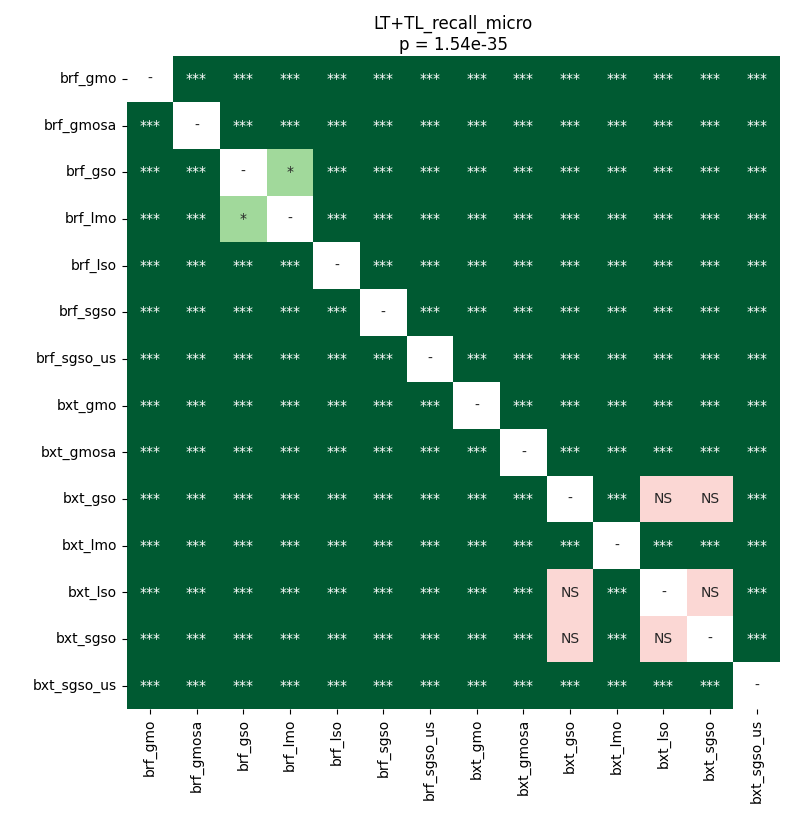 LT+TL_recall_micro
p = 1.54e-35
brf_gmo - *** *** *** *** *** *** *** *** *** *** *** *** ***
brf_gmosa *** - *** *** *** *** *** *** *** *** *** *** *** ***
brf_gso *** *** - * *** *** *** *** *** *** *** *** *** ***
brf_lmo *** *** * - *** *** *** *** *** *** *** *** *** ***
brf_lso *** *** *** *** - *** *** *** *** *** *** *** *** ***
brf_sgso *** *** *** *** *** - *** *** *** *** *** *** *** ***
brf_sgso_us *** *** *** *** *** *** - *** *** *** *** *** *** ***
bxt_gmo *** *** *** *** *** *** *** - *** *** *** *** *** ***
bxt_gmosa *** *** *** *** *** *** *** *** - *** *** *** *** ***
bxt_gso *** *** *** *** *** *** *** *** *** - *** NS NS ***
bxt_lmo *** *** *** *** *** *** *** *** *** *** - *** *** ***
bxt_lso *** *** *** *** *** *** *** *** *** NS *** - NS ***
bxt_sgso *** *** *** *** *** *** *** *** *** NS *** NS - ***
bxt_sgso_us *** *** *** *** *** *** *** *** *** *** *** *** *** -
brf_gmo
brf_gmosa
brf_gso
brf_lmo
brf_lso
brf_sgso
brf_sgso_us
bxt_gmo
bxt_gmosa
bxt_gso
bxt_lmo
bxt_lso
bxt_sgso
bxt_sgso_us